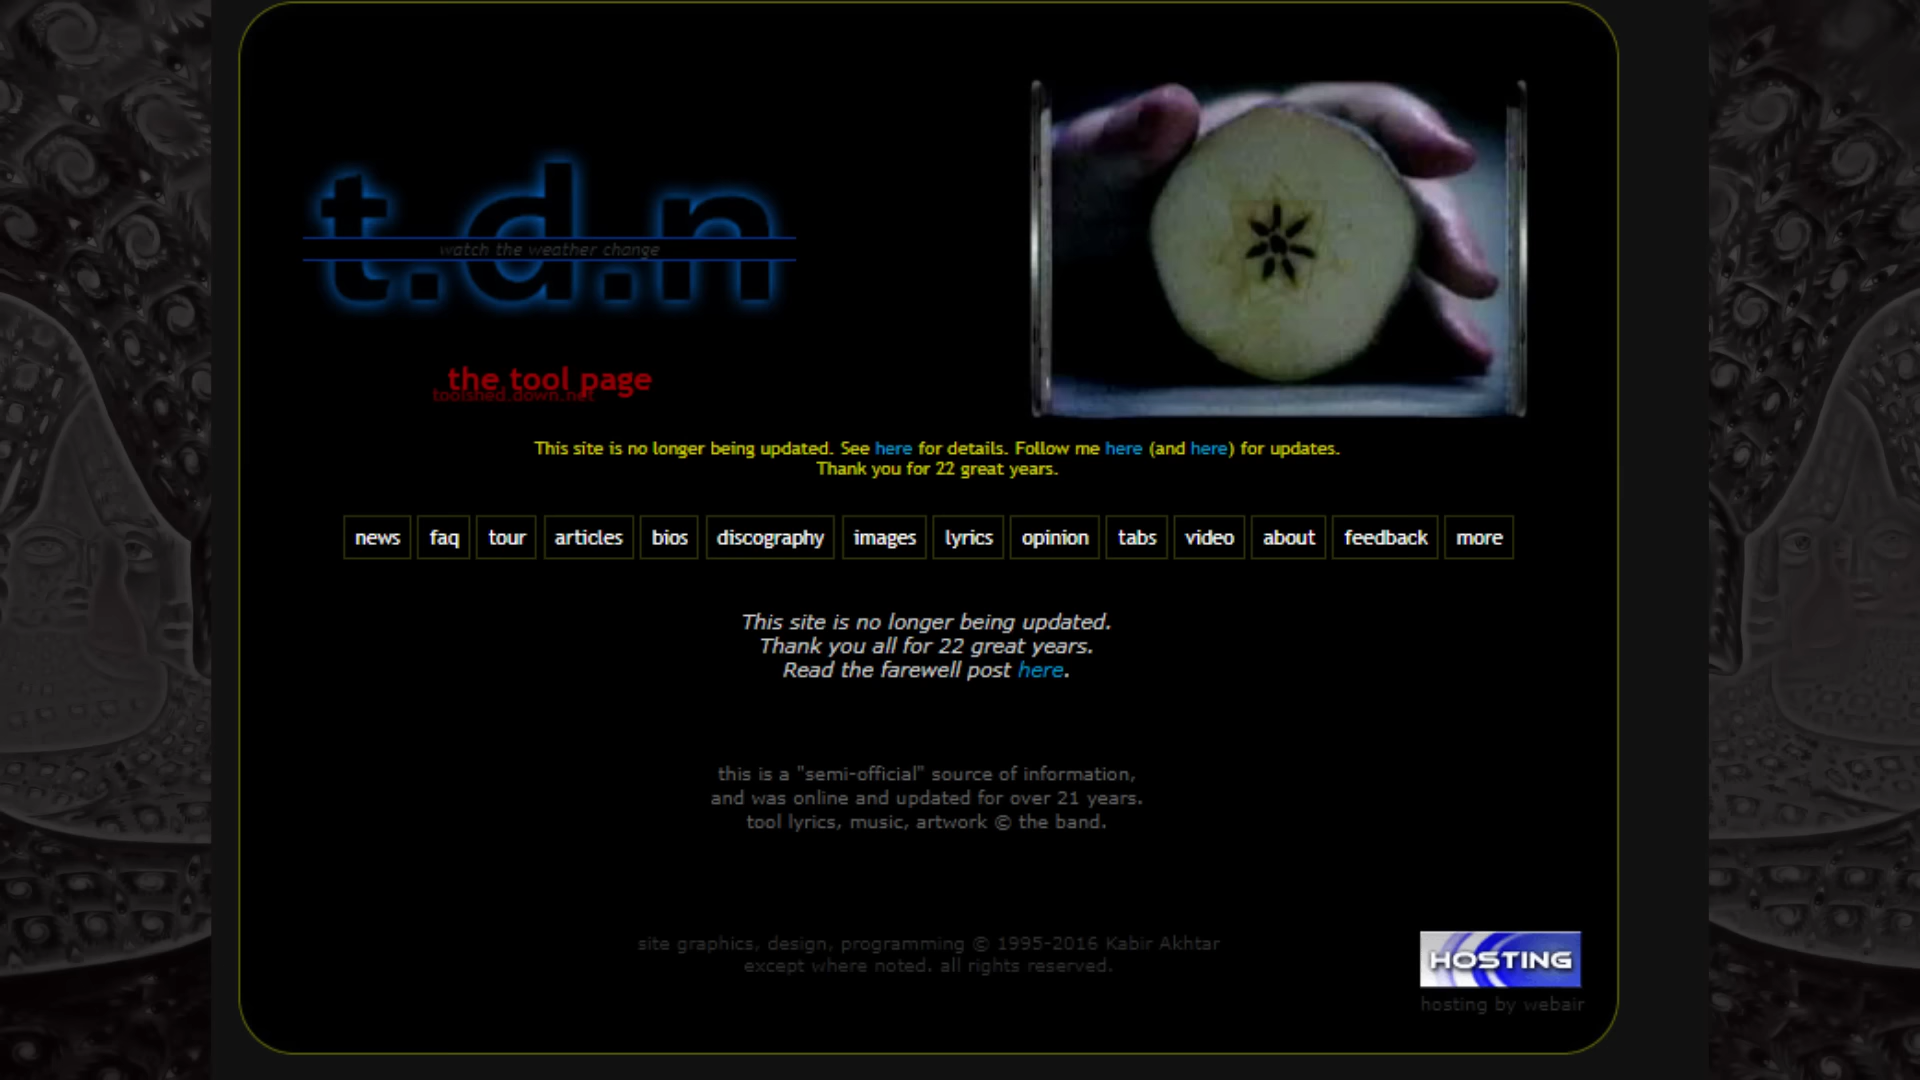 t.d.n
watch the weather change
the tool page
toolshed.down.net
This site is no longer being updated. See here for details. Follow me here (and here) for updates.
Thank you for 22 great years.
news faq tour articles bios discography images lyrics opinion tabs video about feedback more
This site is no longer being updated.
Thank you all for 22 great years.
Read the farewell post here.
this is a "semi-official" source of information,
and was online and updated for over 21 years.
tool lyrics, music, artwork © the band.
site graphics, design, programming © 1995-2016 Kabir Akhtar
except where noted. all rights reserved.
HOSTING
hosting by webair